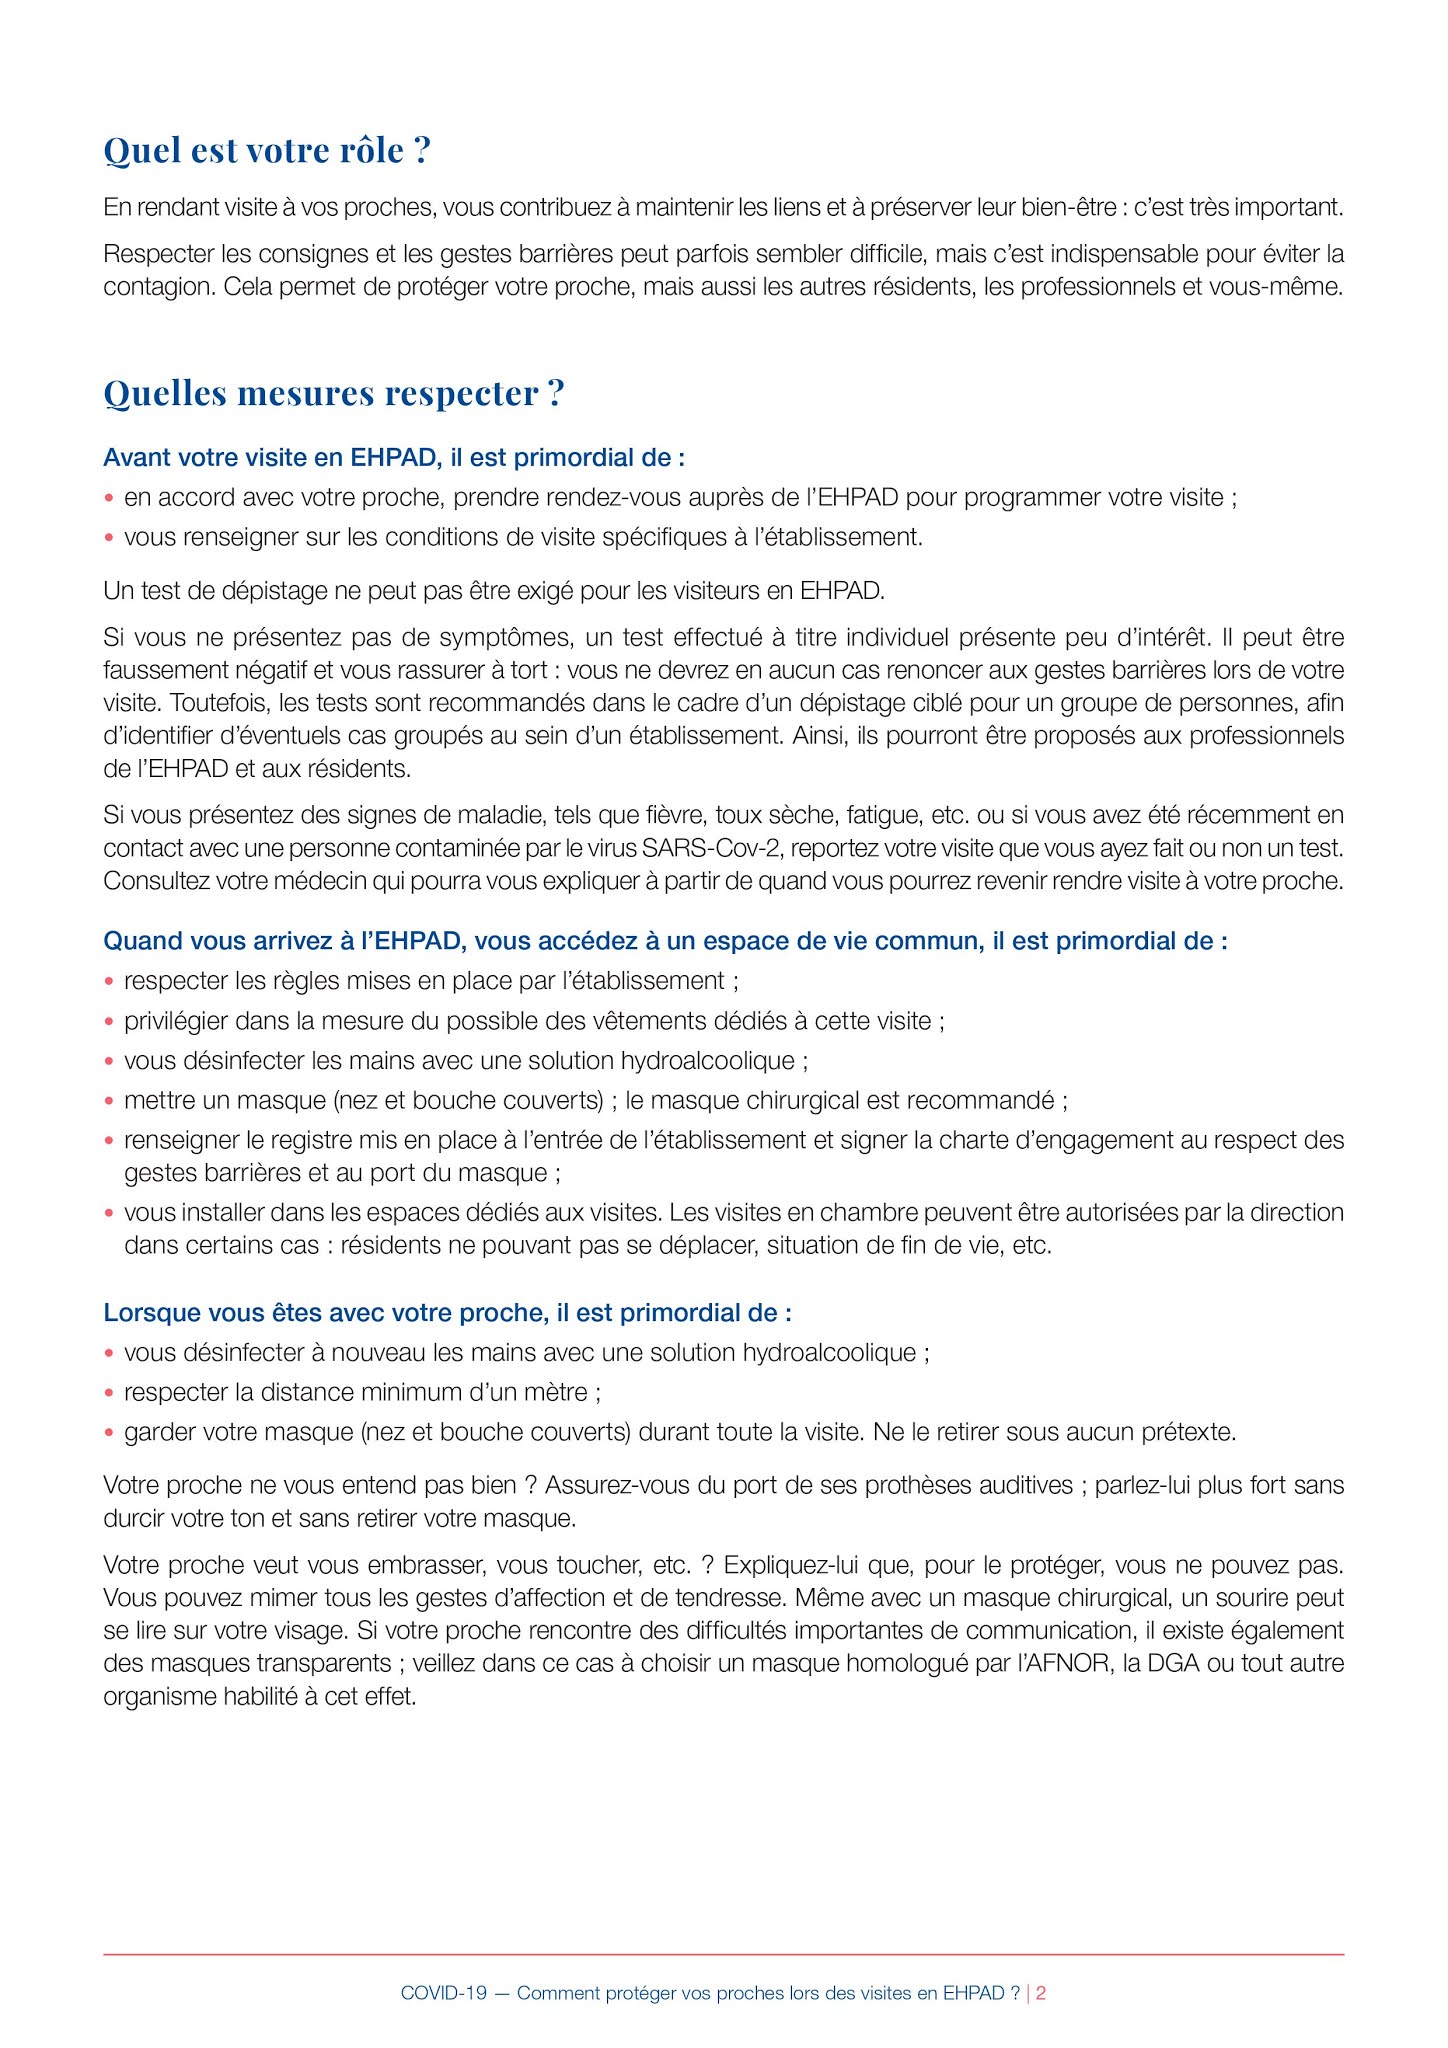 Quel est votre rôle ?
En rendant visite à vos proches, vous contribuez à maintenir les liens et à préserver leur bien-être : c’est très important.
Respecter les consignes et les gestes barrières peut parfois sembler difficile, mais c’est indispensable pour éviter la
contagion. Cela permet de protéger votre proche, mais aussi les autres résidents, les professionnels et vous-même.
Quelles mesures respecter ?
Avant votre visite en EHPAD, il est primordial de :
• en accord avec votre proche, prendre rendez-vous auprès de l’EHPAD pour programmer votre visite ;
• vous renseigner sur les conditions de visite spécifiques à l’établissement.
Un test de dépistage ne peut pas être exigé pour les visiteurs en EHPAD.
Si vous ne présentez pas de symptômes, un test effectué à titre individuel présente peu d’intérêt. Il peut être
faussement négatif et vous rassurer à tort : vous ne devrez en aucun cas renoncer aux gestes barrières lors de votre
visite. Toutefois, les tests sont recommandés dans le cadre d’un dépistage ciblé pour un groupe de personnes, afin
d’identifier d’éventuels cas groupés au sein d’un établissement. Ainsi, ils pourront être proposés aux professionnels
de l’EHPAD et aux résidents.
Si vous présentez des signes de maladie, tels que fièvre, toux sèche, fatigue, etc. ou si vous avez été récemment en
contact avec une personne contaminée par le virus SARS-Cov-2, reportez votre visite que vous ayez fait ou non un test.
Consultez votre médecin qui pourra vous expliquer à partir de quand vous pourrez revenir rendre visite à votre proche.
Quand vous arrivez à l’EHPAD, vous accédez à un espace de vie commun, il est primordial de :
• respecter les règles mises en place par l’établissement ;
• privilégier dans la mesure du possible des vêtements dédiés à cette visite ;
• vous désinfecter les mains avec une solution hydroalcoolique ;
• mettre un masque (nez et bouche couverts) ; le masque chirurgical est recommandé ;
• renseigner le registre mis en place à l’entrée de l’établissement et signer la charte d’engagement au respect des
gestes barrières et au port du masque ;
• vous installer dans les espaces dédiés aux visites. Les visites en chambre peuvent être autorisées par la direction
dans certains cas : résidents ne pouvant pas se déplacer, situation de fin de vie, etc.
Lorsque vous êtes avec votre proche, il est primordial de :
• vous désinfecter à nouveau les mains avec une solution hydroalcoolique ;
• respecter la distance minimum d’un mètre ;
• garder votre masque (nez et bouche couverts) durant toute la visite. Ne le retirer sous aucun prétexte.
Votre proche ne vous entend pas bien ? Assurez-vous du port de ses prothèses auditives ; parlez-lui plus fort sans
durcir votre ton et sans retirer votre masque.
Votre proche veut vous embrasser, vous toucher, etc. ? Expliquez-lui que, pour le protéger, vous ne pouvez pas.
Vous pouvez mimer tous les gestes d’affection et de tendresse. Même avec un masque chirurgical, un sourire peut
se lire sur votre visage. Si votre proche rencontre des difficultés importantes de communication, il existe également
des masques transparents ; veillez dans ce cas à choisir un masque homologué par l’AFNOR, la DGA ou tout autre
organisme habilité à cet effet.
COVID-19 — Comment protéger vos proches lors des visites en EHPAD ? | 2